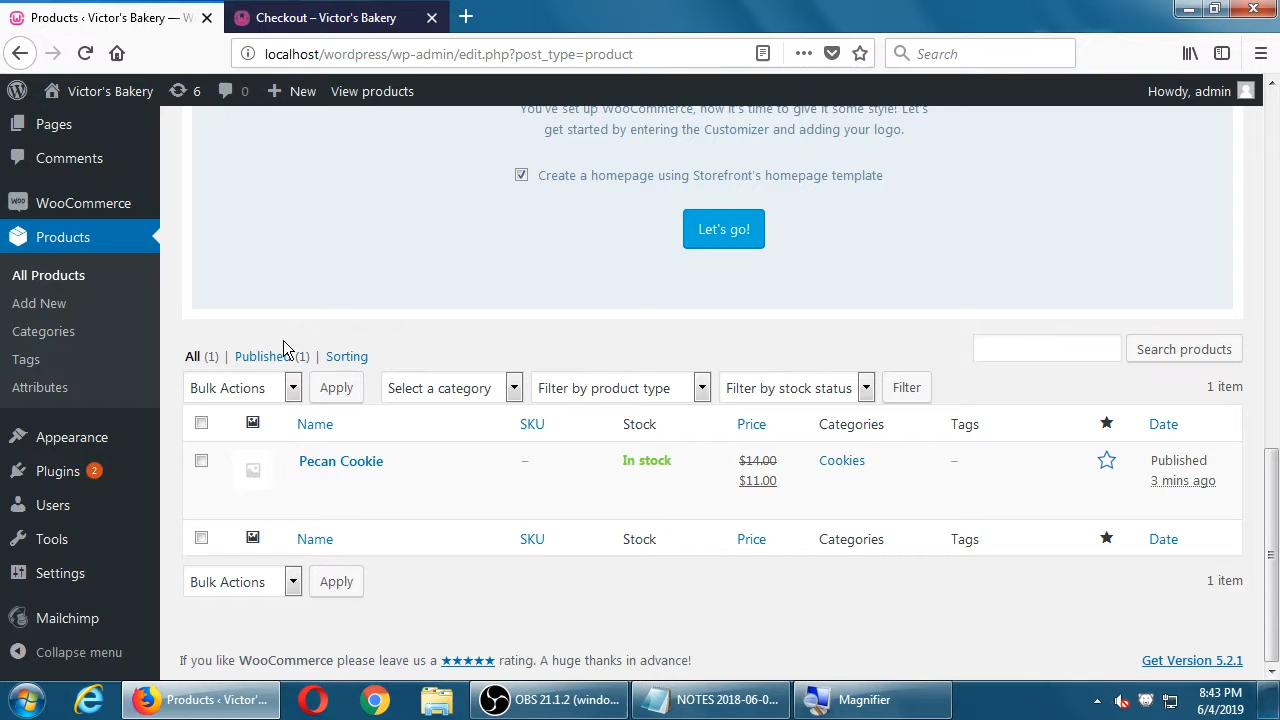 Products ‹ Victor's Bakery — W
Checkout – Victor's Bakery
localhost/wordpress/wp-admin/edit.php?post_type=product
Search
Victor's Bakery
6
0
New
View products
Howdy, admin
Pages
Comments
WooCommerce
Products
All Products
Add New
Categories
Tags
Attributes
Appearance
Plugins 2
Users
Tools
Settings
Mailchimp
Collapse menu
You've set up WooCommerce, now it's time to give it some style! Let's
get started by entering the Customizer and adding your logo.
Create a homepage using Storefront's homepage template
Let's go!
All (1) | Published (1) | Sorting
Search products
Bulk Actions
Apply
Select a category
Filter by product type
Filter by stock status
Filter
1 item
Name SKU Stock Price Categories Tags Date
Pecan Cookie – In stock $14.00 Cookies – Published
$11.00 3 mins ago
Name SKU Stock Price Categories Tags Date
Bulk Actions
Apply
1 item
If you like WooCommerce please leave us a ★★★★★ rating. A huge thanks in advance!
Get Version 5.2.1
Products ‹ Victor'...
OBS 21.1.2 (windo...
NOTES 2018-06-0...
Magnifier
8:43 PM
6/4/2019